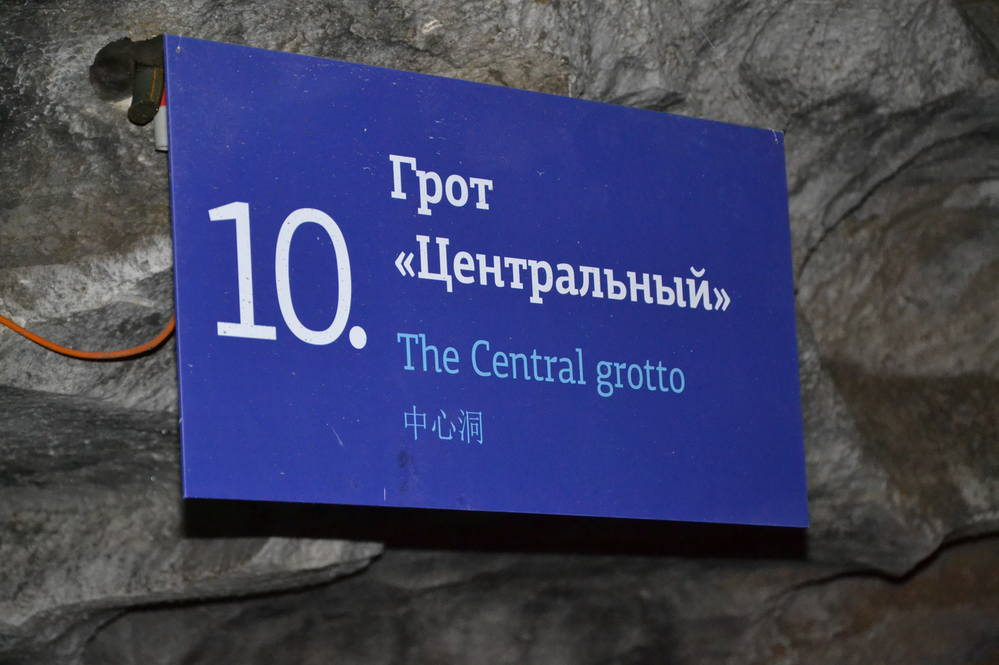 10.
Грот
«Центральный»
The Central grotto
中心洞